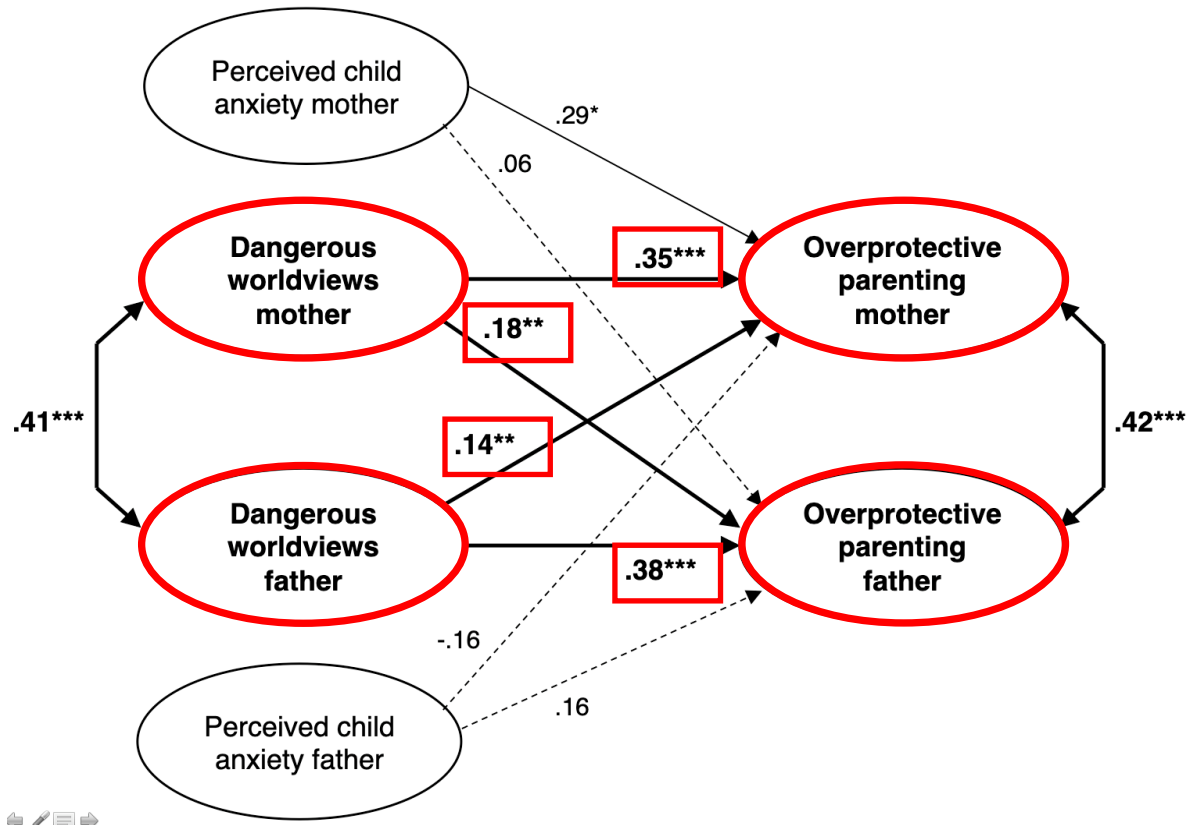 Perceived child
anxiety mother
.29*
.06
Dangerous
worldviews
mother
.35***
Overprotective
parenting
mother
.18**
.41***
.14**
.42***
Dangerous
worldviews
father
.38***
Overprotective
parenting
father
-.16
.16
Perceived child
anxiety father